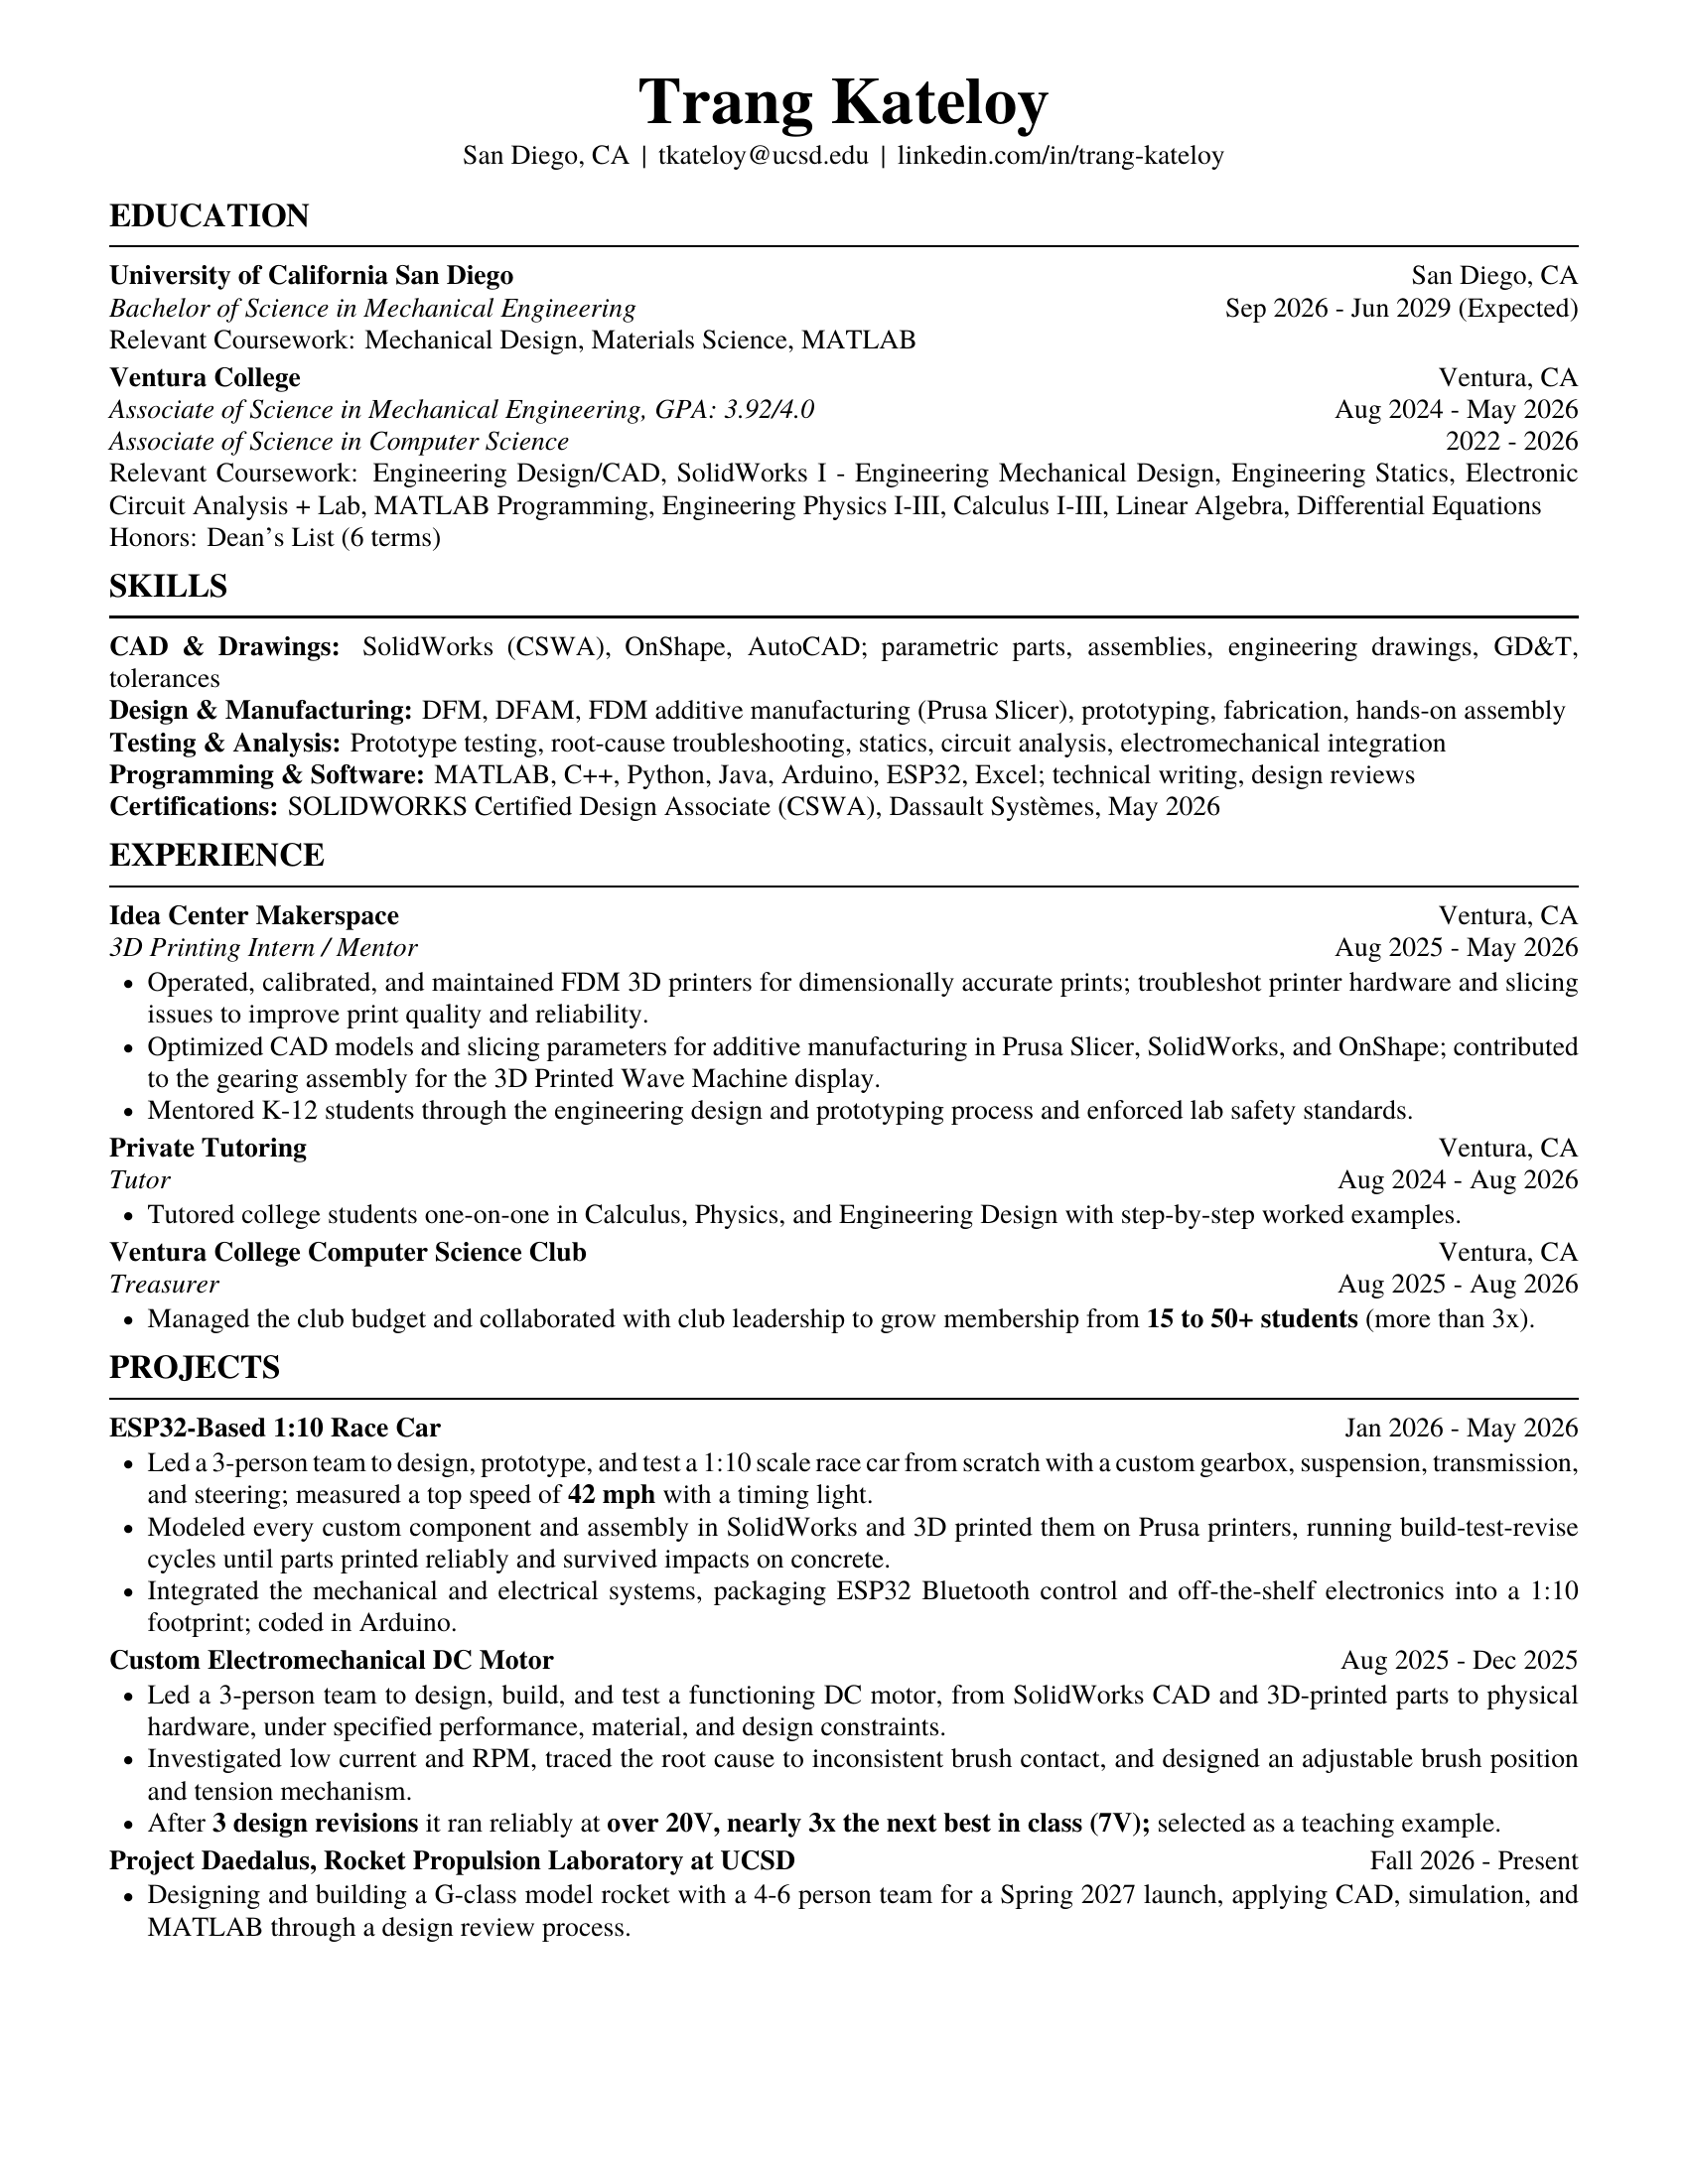 Trang Kateloy
San Diego, CA | tkateloy@ucsd.edu | linkedin.com/in/trang-kateloy
EDUCATION
University of California San Diego San Diego, CA
Bachelor of Science in Mechanical Engineering Sep 2026 - Jun 2029 (Expected)
Relevant Coursework: Mechanical Design, Materials Science, MATLAB
Ventura College Ventura, CA
Associate of Science in Mechanical Engineering, GPA: 3.92/4.0 Aug 2024 - May 2026
Associate of Science in Computer Science 2022 - 2026
Relevant Coursework: Engineering Design/CAD, SolidWorks I - Engineering Mechanical Design, Engineering Statics, Electronic
Circuit Analysis + Lab, MATLAB Programming, Engineering Physics I-III, Calculus I-III, Linear Algebra, Differential Equations
Honors: Dean’s List (6 terms)
SKILLS
CAD & Drawings: SolidWorks (CSWA), OnShape, AutoCAD; parametric parts, assemblies, engineering drawings, GD&T,
tolerances
Design & Manufacturing: DFM, DFAM, FDM additive manufacturing (Prusa Slicer), prototyping, fabrication, hands-on assembly
Testing & Analysis: Prototype testing, root-cause troubleshooting, statics, circuit analysis, electromechanical integration
Programming & Software: MATLAB, C++, Python, Java, Arduino, ESP32, Excel; technical writing, design reviews
Certifications: SOLIDWORKS Certified Design Associate (CSWA), Dassault Systèmes, May 2026
EXPERIENCE
Idea Center Makerspace Ventura, CA
3D Printing Intern / Mentor Aug 2025 - May 2026
• Operated, calibrated, and maintained FDM 3D printers for dimensionally accurate prints; troubleshot printer hardware and slicing
issues to improve print quality and reliability.
• Optimized CAD models and slicing parameters for additive manufacturing in Prusa Slicer, SolidWorks, and OnShape; contributed
to the gearing assembly for the 3D Printed Wave Machine display.
• Mentored K-12 students through the engineering design and prototyping process and enforced lab safety standards.
Private Tutoring Ventura, CA
Tutor Aug 2024 - Aug 2026
• Tutored college students one-on-one in Calculus, Physics, and Engineering Design with step-by-step worked examples.
Ventura College Computer Science Club Ventura, CA
Treasurer Aug 2025 - Aug 2026
• Managed the club budget and collaborated with club leadership to grow membership from 15 to 50+ students (more than 3x).
PROJECTS
ESP32-Based 1:10 Race Car Jan 2026 - May 2026
• Led a 3-person team to design, prototype, and test a 1:10 scale race car from scratch with a custom gearbox, suspension, transmission,
and steering; measured a top speed of 42 mph with a timing light.
• Modeled every custom component and assembly in SolidWorks and 3D printed them on Prusa printers, running build-test-revise
cycles until parts printed reliably and survived impacts on concrete.
• Integrated the mechanical and electrical systems, packaging ESP32 Bluetooth control and off-the-shelf electronics into a 1:10
footprint; coded in Arduino.
Custom Electromechanical DC Motor Aug 2025 - Dec 2025
• Led a 3-person team to design, build, and test a functioning DC motor, from SolidWorks CAD and 3D-printed parts to physical
hardware, under specified performance, material, and design constraints.
• Investigated low current and RPM, traced the root cause to inconsistent brush contact, and designed an adjustable brush position
and tension mechanism.
• After 3 design revisions it ran reliably at over 20V, nearly 3x the next best in class (7V); selected as a teaching example.
Project Daedalus, Rocket Propulsion Laboratory at UCSD Fall 2026 - Present
• Designing and building a G-class model rocket with a 4-6 person team for a Spring 2027 launch, applying CAD, simulation, and
MATLAB through a design review process.